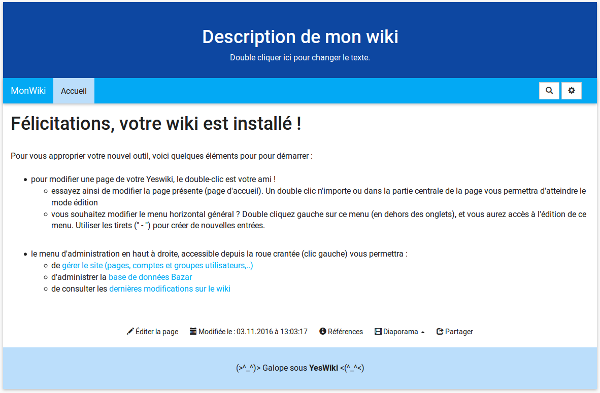 Description de mon wiki
Double cliquer ici pour changer le texte.
MonWiki Accueil
Félicitations, votre wiki est installé !
Pour vous approprier votre nouvel outil, voici quelques éléments pour pour démarrer :
pour modifier une page de votre Yeswiki, le double-clic est votre ami !
essayez ainsi de modifier la page présente (page d'accueil). Un double clic n'importe ou dans la partie centrale de la page vous permettra d'atteindre le
mode édition
vous souhaitez modifier le menu horizontal général ? Double cliquez gauche sur ce menu (en dehors des onglets), et vous aurez accès à l'édition de ce
menu. Utiliser les tirets (" - ") pour créer de nouvelles entrées.
le menu d'administration en haut à droite, accessible depuis la roue crantée (clic gauche) vous permettra :
de gérer le site (pages, comptes et groupes utilisateurs,..)
d'administrer la base de données Bazar
de consulter les dernières modifications sur le wiki
Éditer la page Modifiée le : 03.11.2016 à 13:03:17 Références Diaporama Partager
(>^_^)> Galope sous YesWiki <(^_^<)